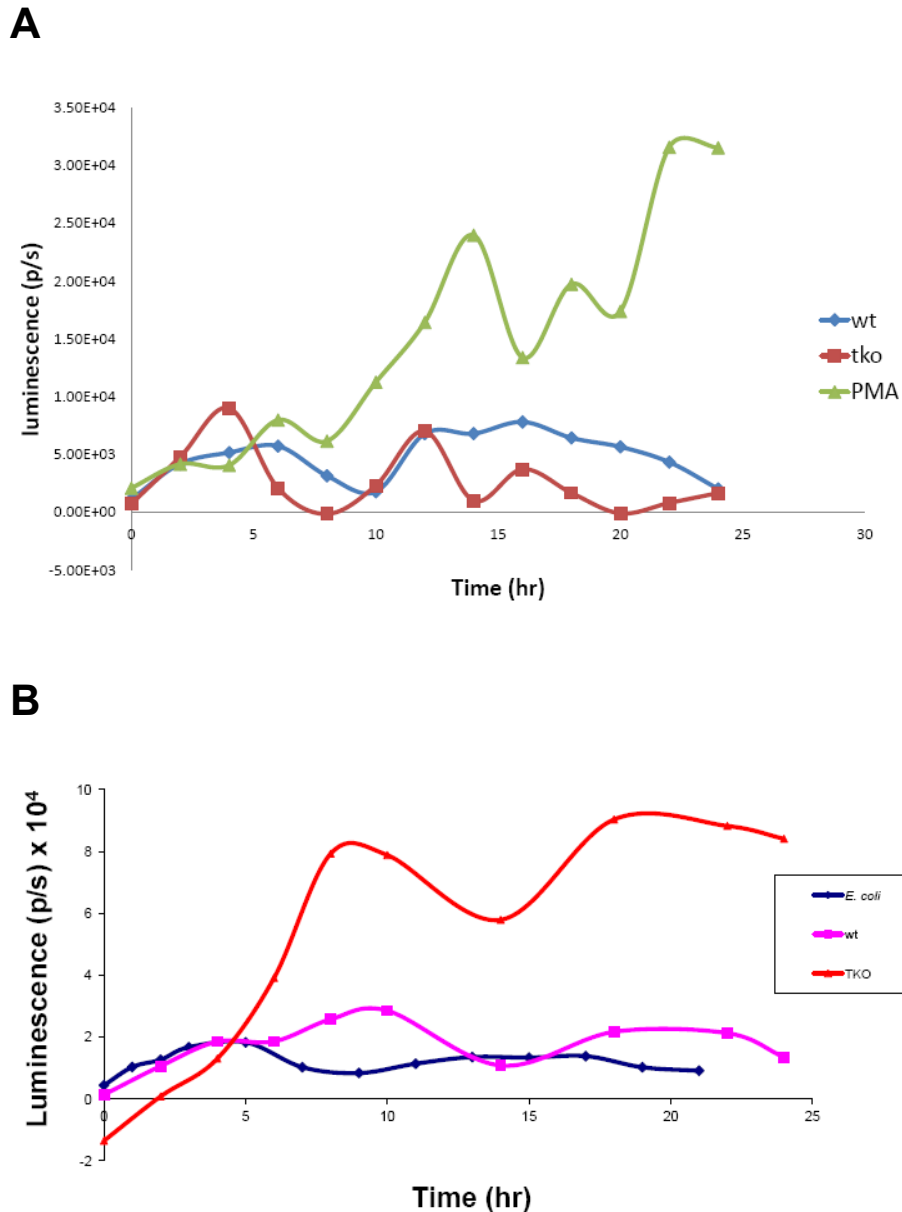 A
3.50E+04
3.00E+04
2.50E+04
2.00E+04
1.50E+04
1.00E+04
5.00E+03
0.00E+00
-5.00E+03
luminescence (p/s)
0 5 10 15 20 25 30
Time (hr)
wt
tko
PMA
B
10
8
6
4
2
0
-2
Luminescence (p/s) x 10⁴
0 5 10 15 20 25
Time (hr)
E. coli
wt
TKO